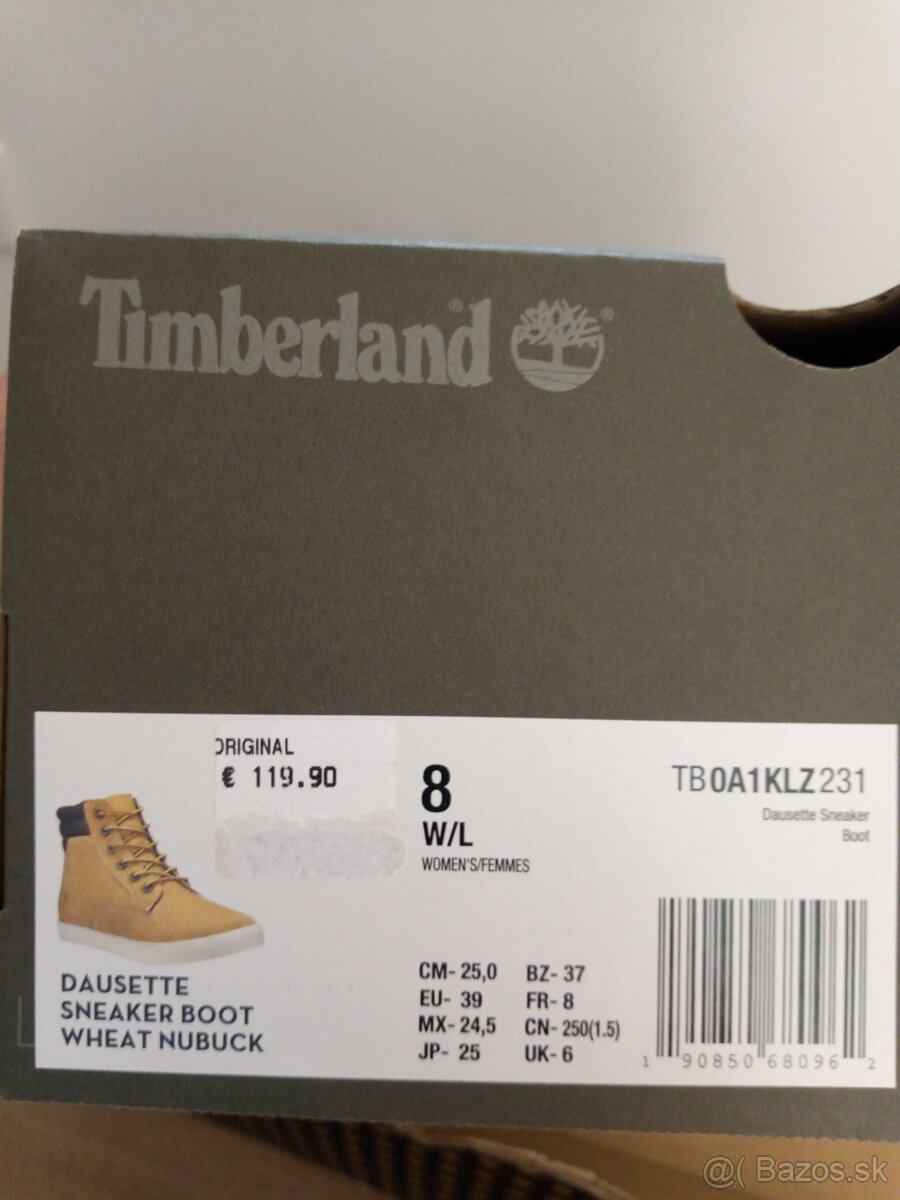 Timberland®
ORIGINAL
€ 119.90
8
W/L
WOMEN'S/FEMMES
TB0A1KLZ231
Dausette Sneaker
Boot
DAUSETTE
SNEAKER BOOT
WHEAT NUBUCK
CM- 25,0 BZ- 37
EU- 39 FR- 8
MX- 24,5 CN- 250(1.5)
JP- 25 UK- 6
1 90850 68096 2
@( Bazos.sk